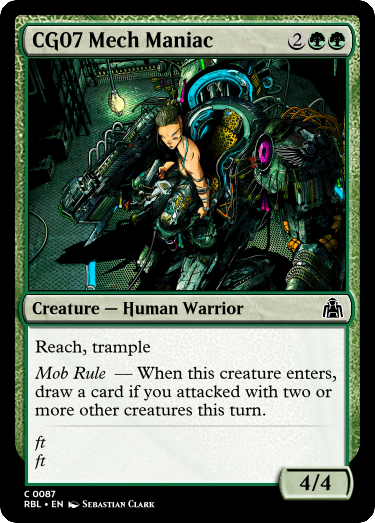 CG07 Mech Maniac 2
Creature — Human Warrior
Reach, trample
Mob Rule — When this creature enters,
draw a card if you attacked with two or
more other creatures this turn.
ft
ft
4/4
C 0087
RBL • EN Sebastian Clark